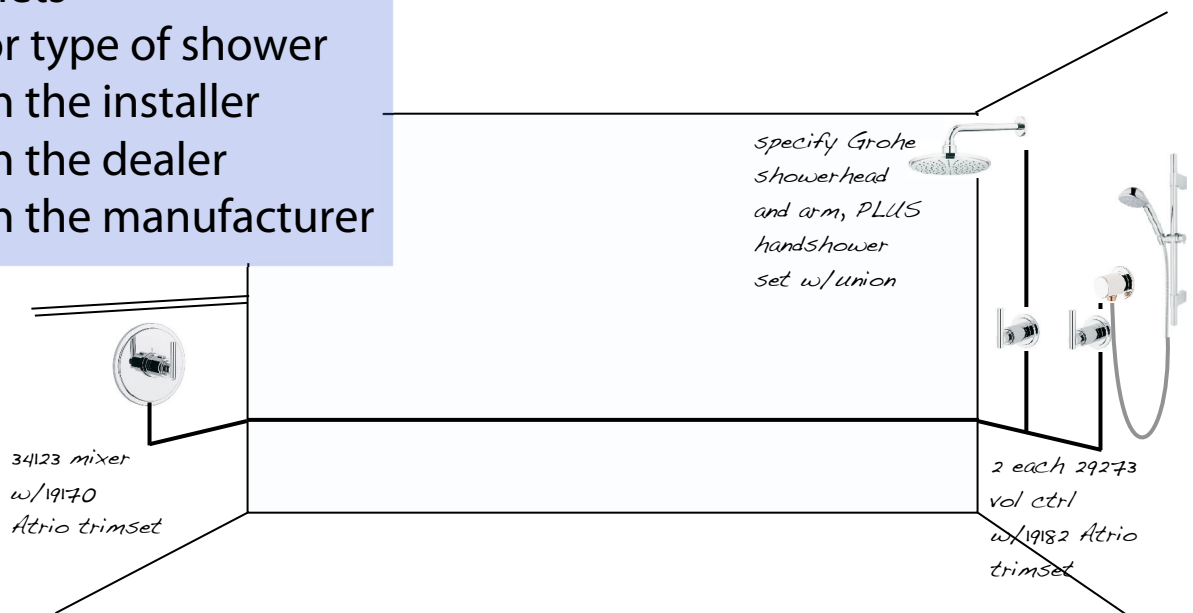 or type of shower
the installer
the dealer
the manufacturer
specify Grohe
showerhead
and arm, PLUS
handshower
set w/union
34123 mixer
w/19170
Atrio trimset
2 each 29273
vol ctrl
w/19182 Atrio
trimset